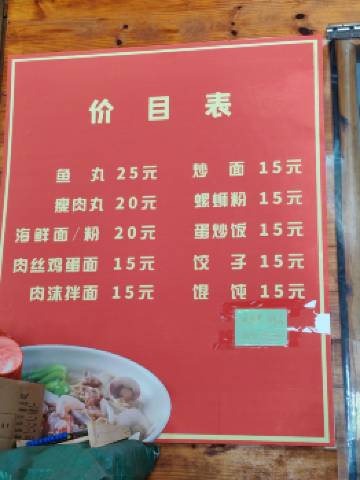 价目表
鱼丸 25元 炒面 15元
瘦肉丸 20元 螺蛳粉 15元
海鲜面/粉 20元 蛋炒饭 15元
肉丝鸡蛋面 15元 饺子 15元
肉沫拌面 15元 馄饨 15元